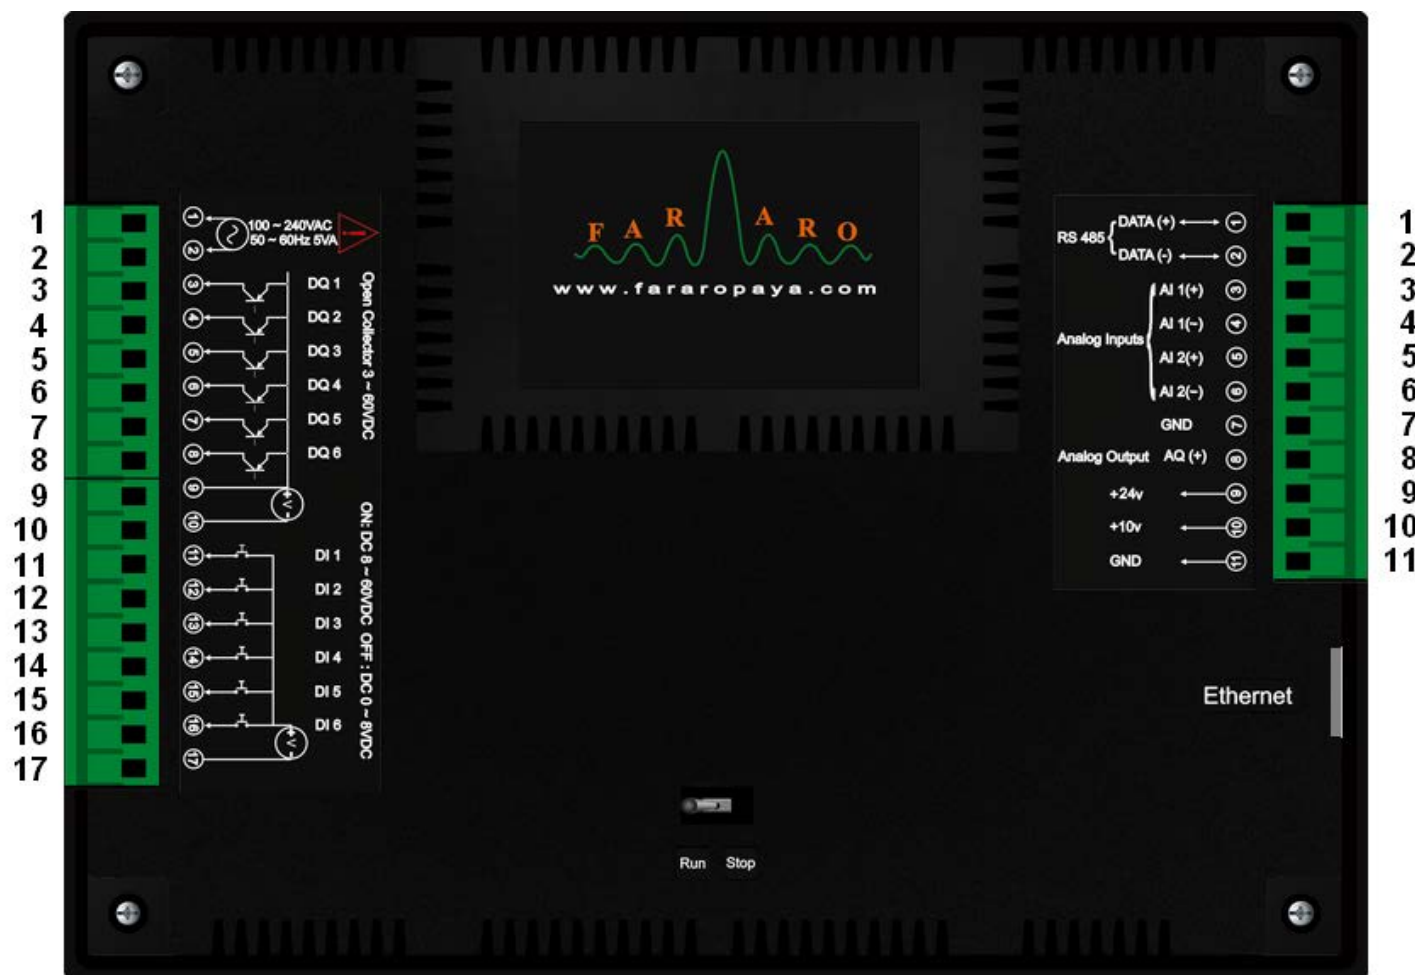 1
2
3
4
5
6
7
8
9
10
11
12
13
14
15
16
17
1
2
100 ~ 240VAC
50 ~ 60Hz 5VA
!
3 DQ 1
4 DQ 2
5 DQ 3
6 DQ 4
7 DQ 5
8 DQ 6
9
+V-
10
Open Collector 3 ~ 60VDC
11 DI 1
12 DI 2
13 DI 3
14 DI 4
15 DI 5
16 DI 6
+V-
17
ON: DC 8 ~ 60VDC OFF : DC 0 ~ 8VDC
F A R A R O
www.fararopaya.com
Run Stop
RS 485
DATA (+) 1
DATA (-) 2
Analog Inputs
AI 1(+) 3
AI 1(−) 4
AI 2(+) 5
AI 2(−) 6
GND 7
Analog Output AQ (+) 8
+24v 9
+10v 10
GND 11
Ethernet
1
2
3
4
5
6
7
8
9
10
11